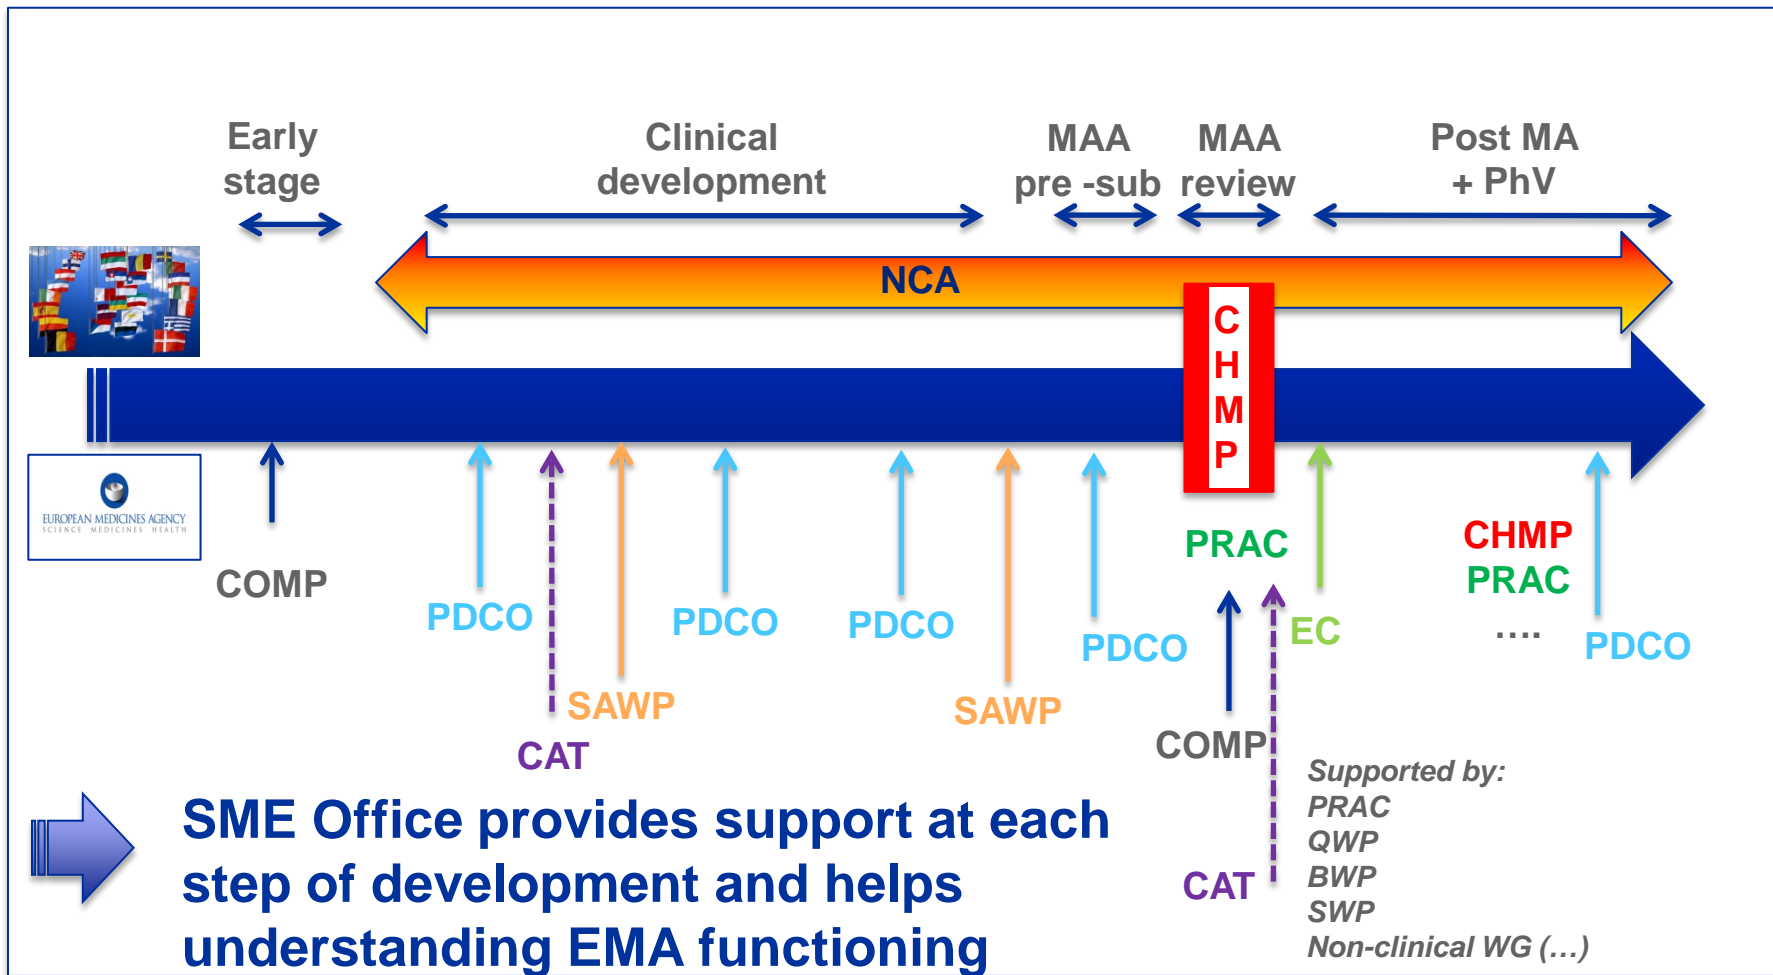 Early
stage
Clinical
development
MAA
pre -sub
MAA
review
Post MA
+ PhV
NCA
C
H
M
P
EUROPEAN MEDICINES AGENCY
SCIENCE MEDICINES HEALTH
COMP
PDCO
CAT
SAWP
PDCO
PDCO
SAWP
PDCO
PRAC
COMP
CAT
EC
CHMP
PRAC
....
PDCO
Supported by:
PRAC
QWP
BWP
SWP
Non-clinical WG (...)
SME Office provides support at each
step of development and helps
understanding EMA functioning